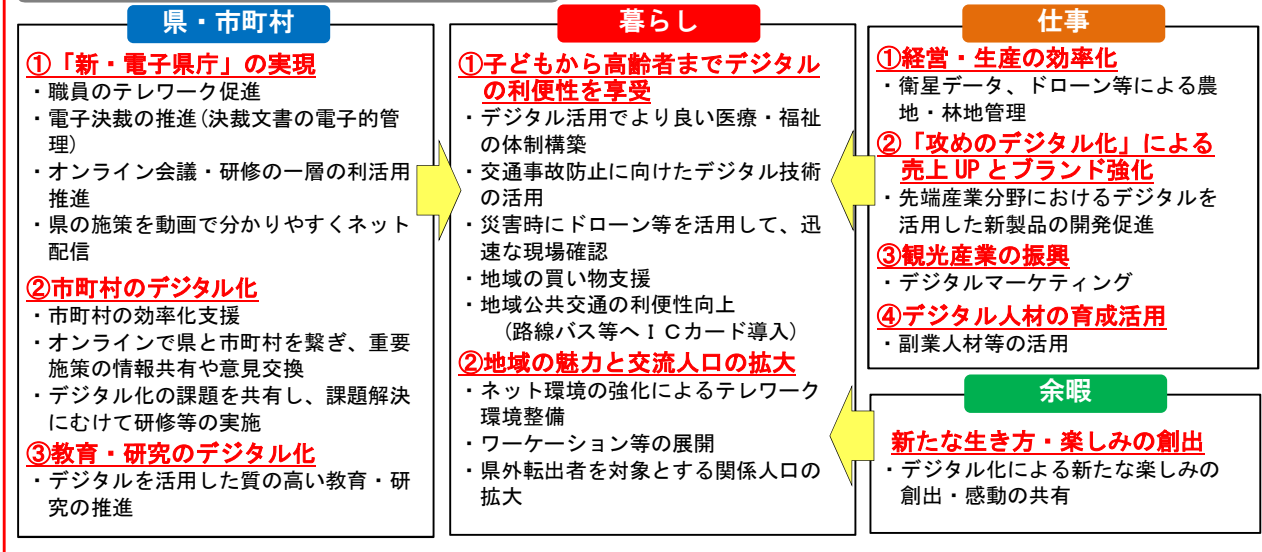 県・市町村
①「新・電子県庁」の実現
・職員のテレワーク促進
・電子決裁の推進(決裁文書の電子的管
理)
・オンライン会議・研修の一層の利活用
推進
・県の施策を動画で分かりやすくネット
配信
②市町村のデジタル化
・市町村の効率化支援
・オンラインで県と市町村を繋ぎ、重要
施策の情報共有や意見交換
・デジタル化の課題を共有し、課題解決
にむけて研修等の実施
③教育・研究のデジタル化
・デジタルを活用した質の高い教育・研
究の推進
暮らし
①子どもから高齢者までデジタル
の利便性を享受
・デジタル活用でより良い医療・福祉
の体制構築
・交通事故防止に向けたデジタル技術
の活用
・災害時にドローン等を活用して、迅
速な現場確認
・地域の買い物支援
・地域公共交通の利便性向上
(路線バス等へICカード導入)
②地域の魅力と交流人口の拡大
・ネット環境の強化によるテレワーク
環境整備
・ワーケーション等の展開
・県外転出者を対象とする関係人口の
拡大
仕事
①経営・生産の効率化
・衛星データ、ドローン等による農
地・林地管理
②「攻めのデジタル化」による
売上UPとブランド強化
・先端産業分野におけるデジタルを
活用した新製品の開発促進
③観光産業の振興
・デジタルマーケティング
④デジタル人材の育成活用
・副業人材等の活用
余暇
新たな生き方・楽しみの創出
・デジタル化による新たな楽しみの
創出・感動の共有